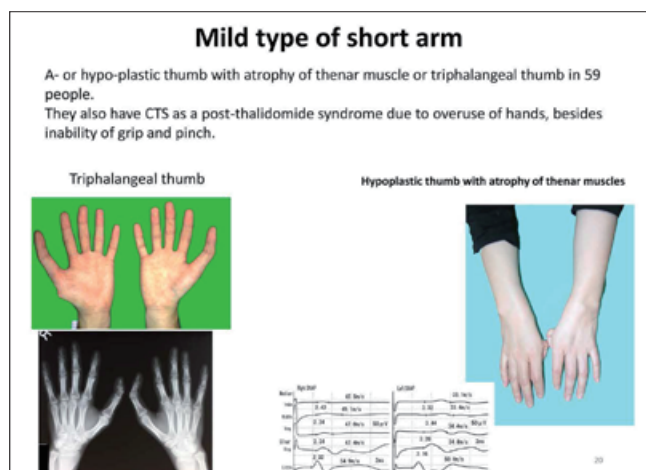 Mild type of short arm
A- or hypo-plastic thumb with atrophy of thenar muscle or triphalangeal thumb in 59
people.
They also have CTS as a post-thalidomide syndrome due to overuse of hands, besides
inability of grip and pinch.
Triphalangeal thumb
Hypoplastic thumb with atrophy of thenar muscles
R
20